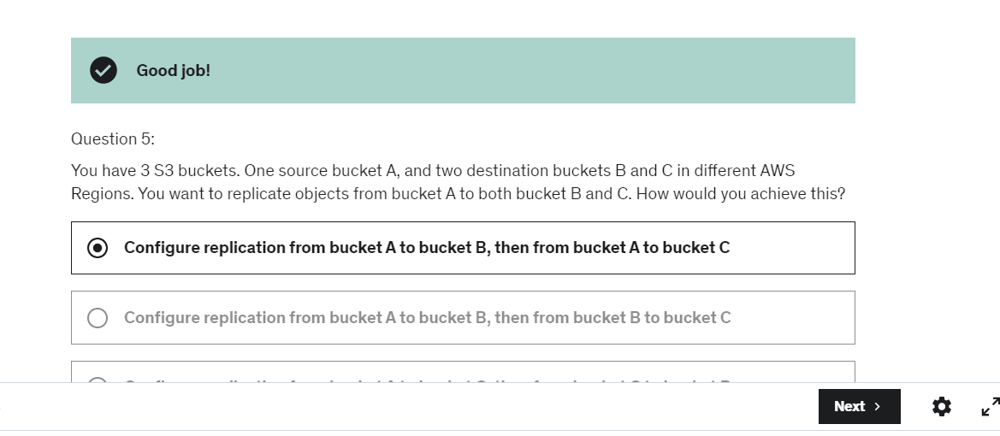 Good job!
Question 5:
You have 3 S3 buckets. One source bucket A, and two destination buckets B and C in different AWS
Regions. You want to replicate objects from bucket A to both bucket B and C. How would you achieve this?
Configure replication from bucket A to bucket B, then from bucket A to bucket C
Configure replication from bucket A to bucket B, then from bucket B to bucket C
Next